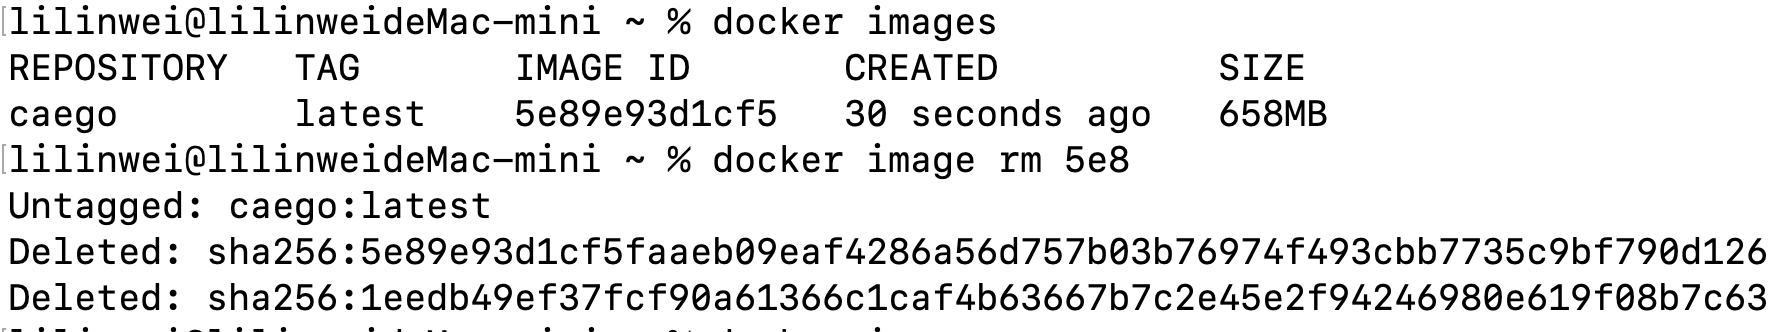 lilinwei@lilinweideMac-mini ~ % docker images
REPOSITORY   TAG       IMAGE ID       CREATED          SIZE
caego        latest    5e89e93d1cf5   30 seconds ago   658MB
lilinwei@lilinweideMac-mini ~ % docker image rm 5e8
Untagged: caego:latest
Deleted: sha256:5e89e93d1cf5faaeb09eaf4286a56d757b03b76974f493cbb7735c9bf790d126
Deleted: sha256:1eedb49ef37fcf90a61366c1caf4b63667b7c2e45e2f94246980e619f08b7c63